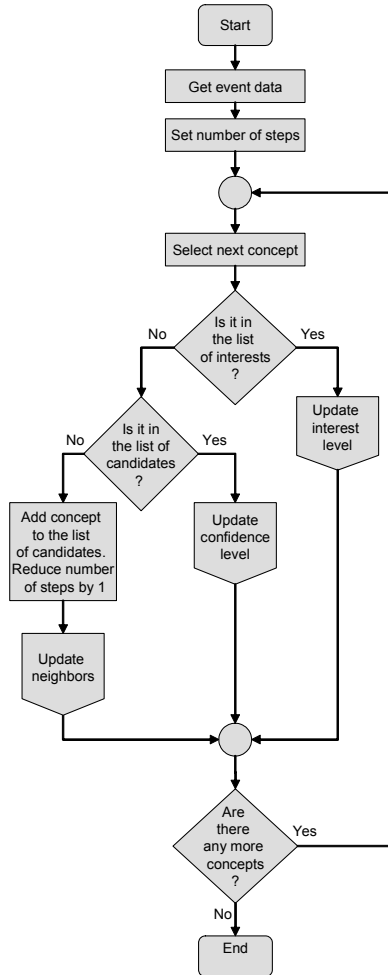 Start
Get event data
Set number of steps
Select next concept
Is it in
the list
of interests
?
No
Yes
Update
interest
level
Is it in
the list of
candidates
?
No
Yes
Add concept
to the list
of candidates.
Reduce number
of steps by 1
Update
confidence
level
Update
neighbors
Are
there
any more
concepts
?
Yes
No
End